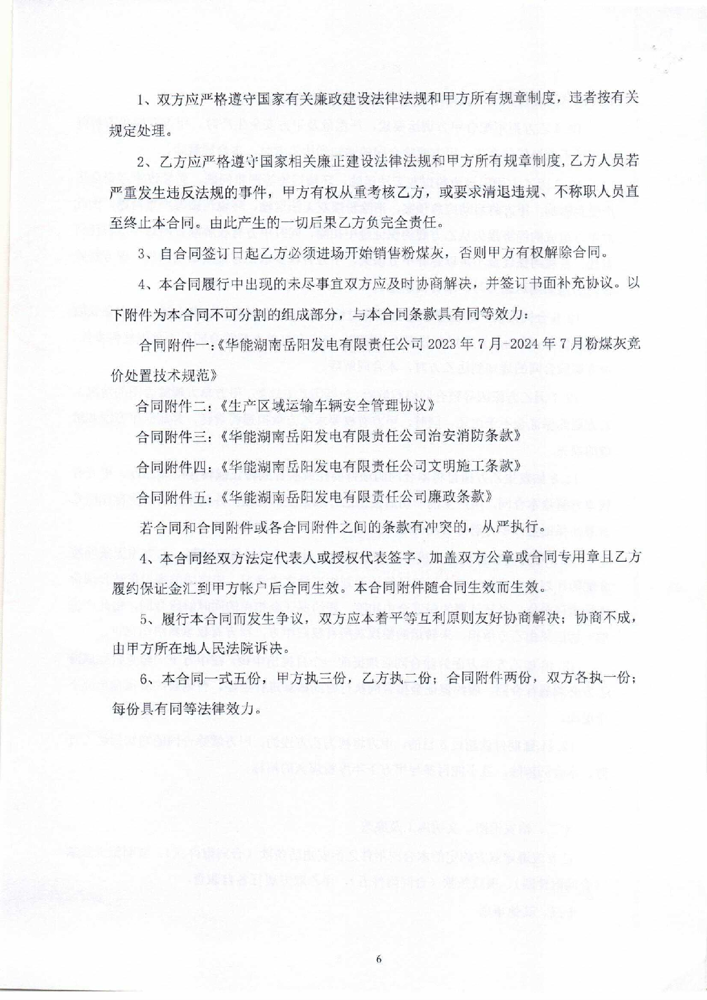 1、双方应严格遵守国家有关廉政建设法律法规和甲方所有规章制度，违者按有关
规定处理。
2、乙方应严格遵守国家相关廉正建设法律法规和甲方所有规章制度,乙方人员若
严重发生违反法规的事件，甲方有权从重考核乙方，或要求清退违规、不称职人员直
至终止本合同。由此产生的一切后果乙方负完全责任。
3、自合同签订日起乙方必须进场开始销售粉煤灰，否则甲方有权解除合同。
4、本合同履行中出现的未尽事宜双方应及时协商解决，并签订书面补充协议。以
下附件为本合同不可分割的组成部分，与本合同条款具有同等效力：
合同附件一:《华能湖南岳阳发电有限责任公司 2023 年 7 月-2024 年 7 月粉煤灰竞
价处置技术规范》
合同附件二：《生产区域运输车辆安全管理协议》
合同附件三：《华能湖南岳阳发电有限责任公司治安消防条款》
合同附件四：《华能湖南岳阳发电有限责任公司文明施工条款》
合同附件五：《华能湖南岳阳发电有限责任公司廉政条款》
若合同和合同附件或各合同附件之间的条款有冲突的，从严执行。
4、本合同经双方法定代表人或授权代表签字、加盖双方公章或合同专用章且乙方
履约保证金汇到甲方帐户后合同生效。本合同附件随合同生效而生效。
5、履行本合同而发生争议，双方应本着平等互利原则友好协商解决；协商不成，
由甲方所在地人民法院诉决。
6、本合同一式五份，甲方执三份，乙方执二份；合同附件两份，双方各执一份；
每份具有同等法律效力。
6